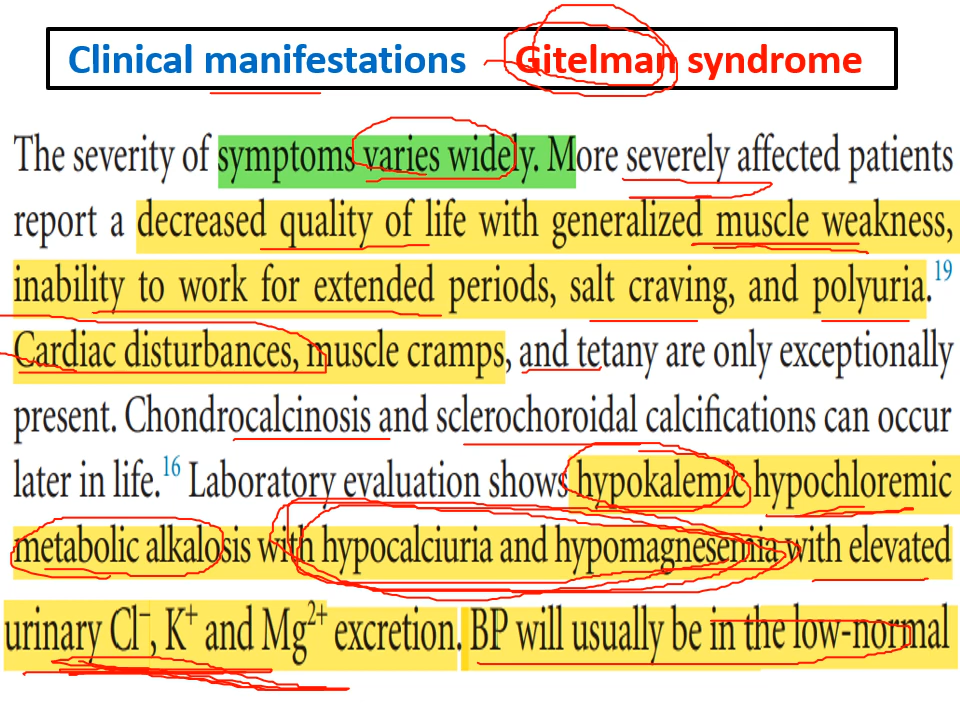 Clinical manifestations Gitelman syndrome
The severity of symptoms varies widely. More severely affected patients
report a decreased quality of life with generalized muscle weakness,
inability to work for extended periods, salt craving, and polyuria.19
Cardiac disturbances, muscle cramps, and tetany are only exceptionally
present. Chondrocalcinosis and sclerochoroidal calcifications can occur
later in life.16 Laboratory evaluation shows hypokalemic hypochloremic
metabolic alkalosis with hypocalciuria and hypomagnesemia with elevated
urinary Cl−, K+ and Mg2+ excretion. BP will usually be in the low-normal